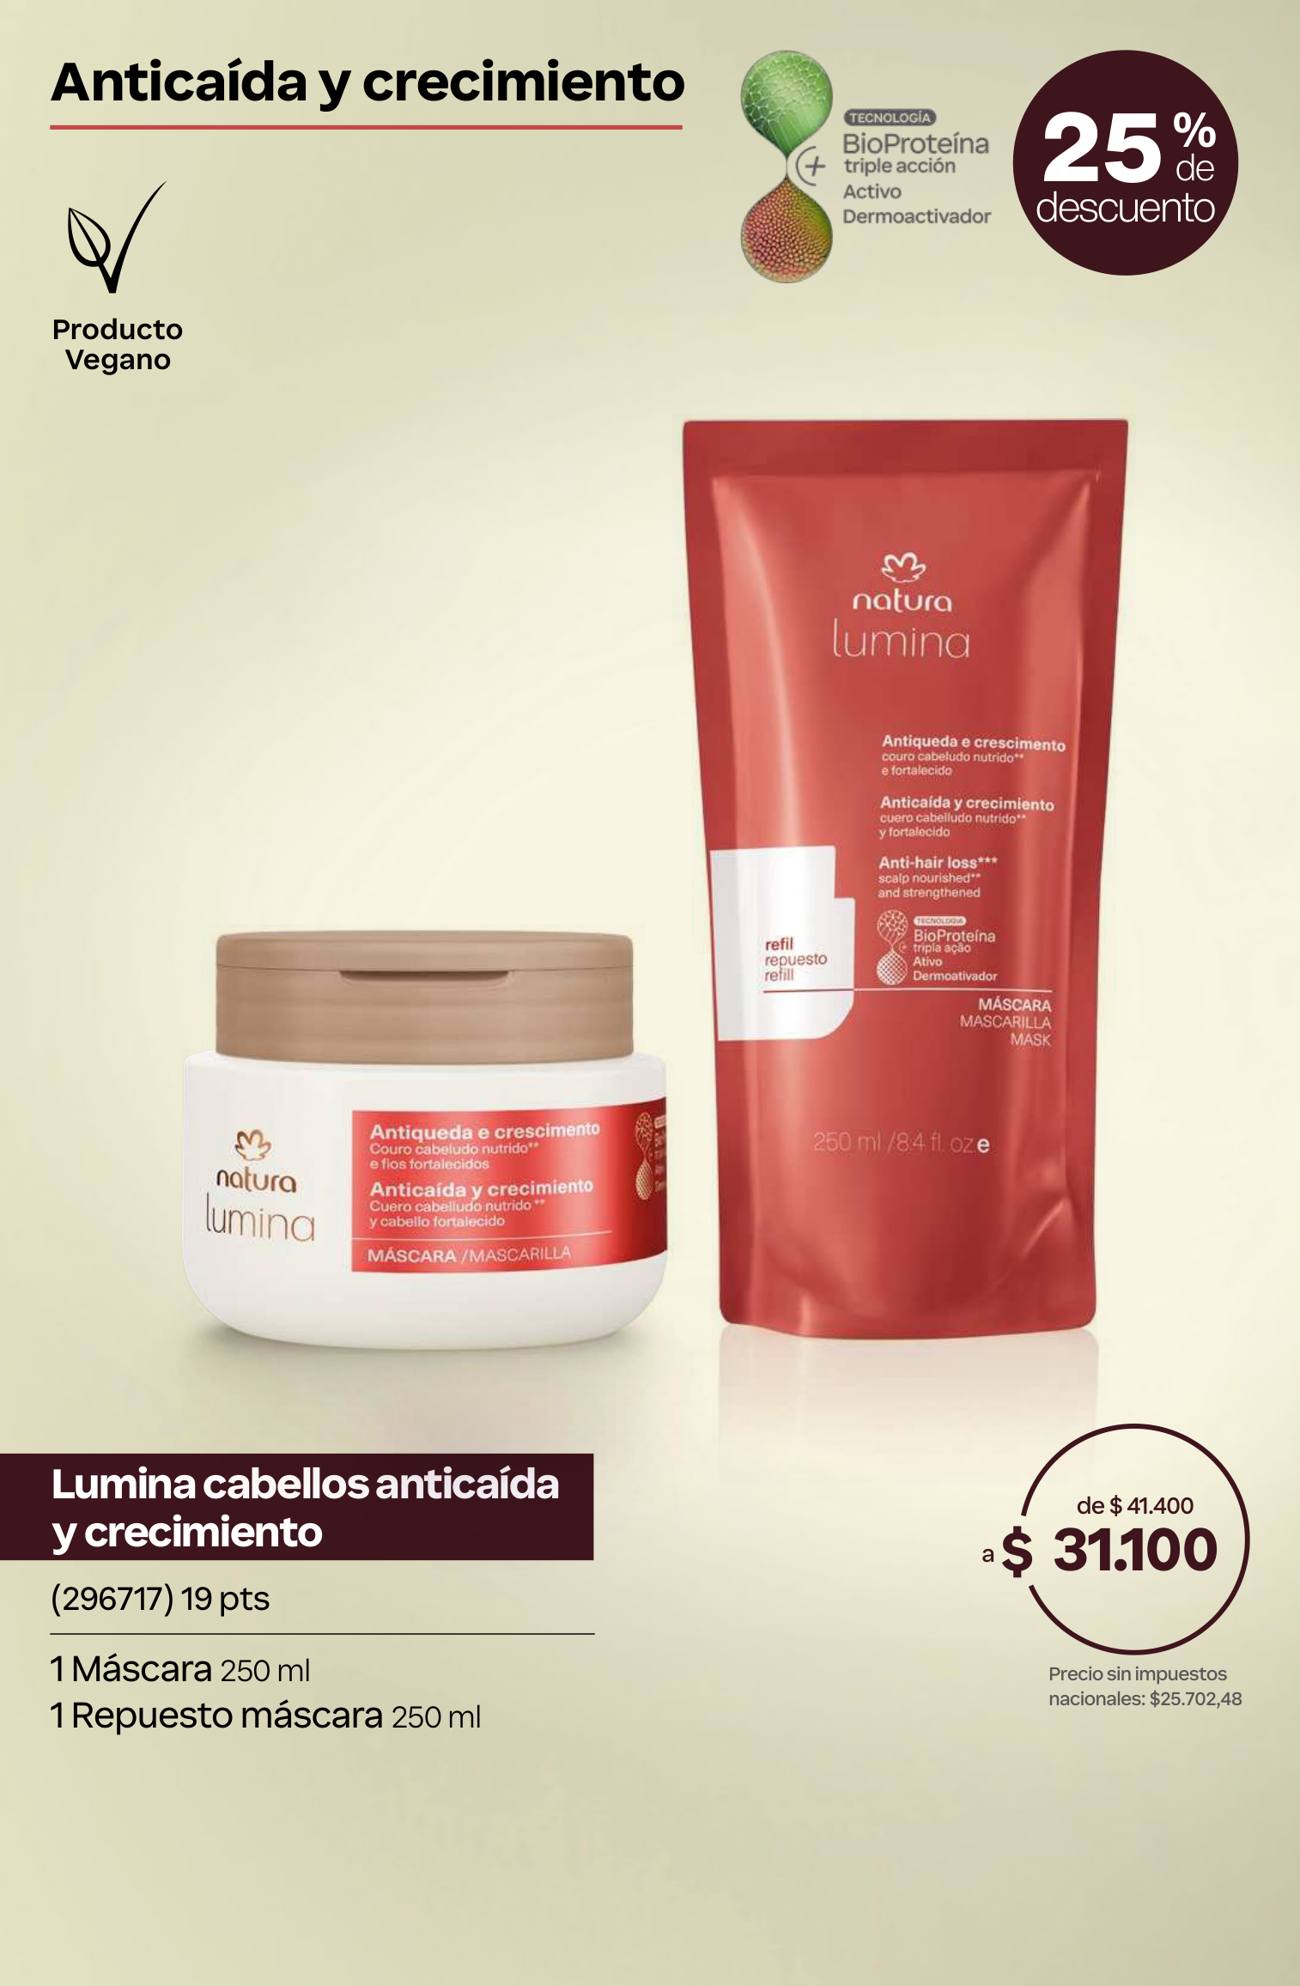 Anticaída y crecimiento
TECNOLOGÍA
BioProteína
triple acción
Activo
Dermoactivador
25 % de
descuento
Producto
Vegano
natura
lumina
Antiqueda e crescimento
couro cabeludo nutrido**
e fortalecido
Anticaída y crecimiento
cuero cabelludo nutrido**
y fortalecido
Anti-hair loss***
scalp nourished**
and strengthened
TECNOLOGIA
BioProteína
tripla ação
Ativo
Dermoativador
refil
repuesto
refill
MÁSCARA
MASCARILLA
MASK
250 ml /8.4 fl. oz.e
natura
lumina
Antiqueda e crescimento
Couro cabeludo nutrido**
e fios fortalecidos
Anticaída y crecimiento
Cuero cabelludo nutrido **
y cabello fortalecido
MÁSCARA /MASCARILLA
Lumina cabellos anticaída
y crecimiento
(296717) 19 pts
1 Máscara 250 ml
1 Repuesto máscara 250 ml
de $ 41.400
a $ 31.100
Precio sin impuestos
nacionales: $25.702,48